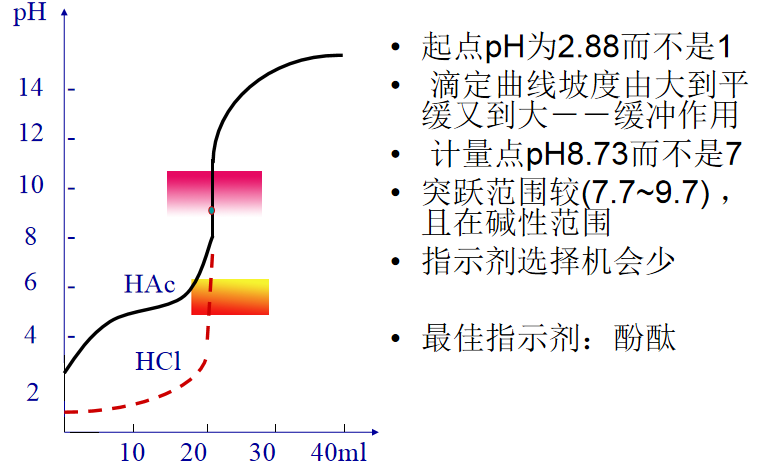 pH
14
12
10
8
6
4
2
HAc
HCl
10
20
30
40ml
• 起点pH为2.88而不是1
• 滴定曲线坡度由大到平
缓又到大－－缓冲作用
• 计量点pH8.73而不是7
• 突跃范围较(7.7~9.7)，
且在碱性范围
• 指示剂选择机会少
• 最佳指示剂：酚酞